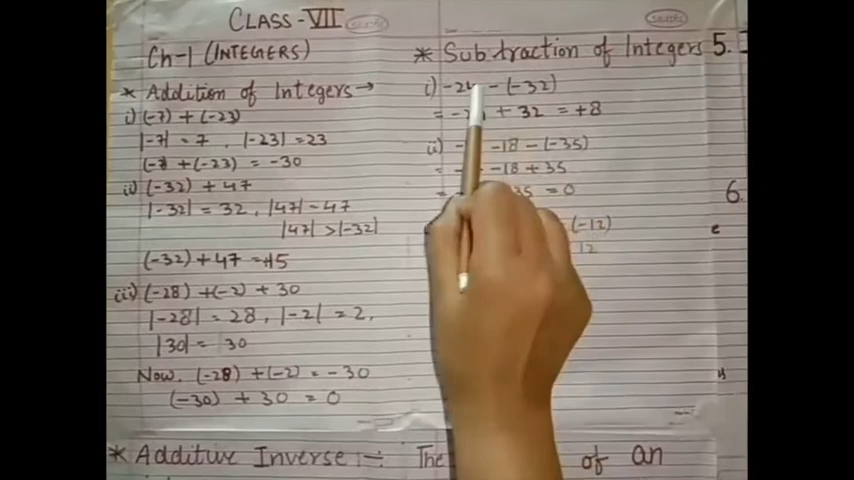 CLASS-VII
Ch-1 (INTEGERS)
* Addition of Integers →
i) (-7) + (-23)
|-7| = 7, |-23| = 23
(-7) + (-23) = -30
ii) (-32) + 47
|-32| = 32, |47| = 47
|47| > |-32|
(-32) + 47 = +15
iii) (-28) + (-2) + 30
|-28| = 28, |-2| = 2,
|30| = 30
Now, (-28) + (-2) = -30
(-30) + 30 = 0
* Subtraction of Integers
i) -24 - (-32)
= + 32 = +8
ii) - -18 - (-35)
= - -18 + 35
= 35 = 0
- (-12)
12
5.
6.
* Additive Inverse :- The of an